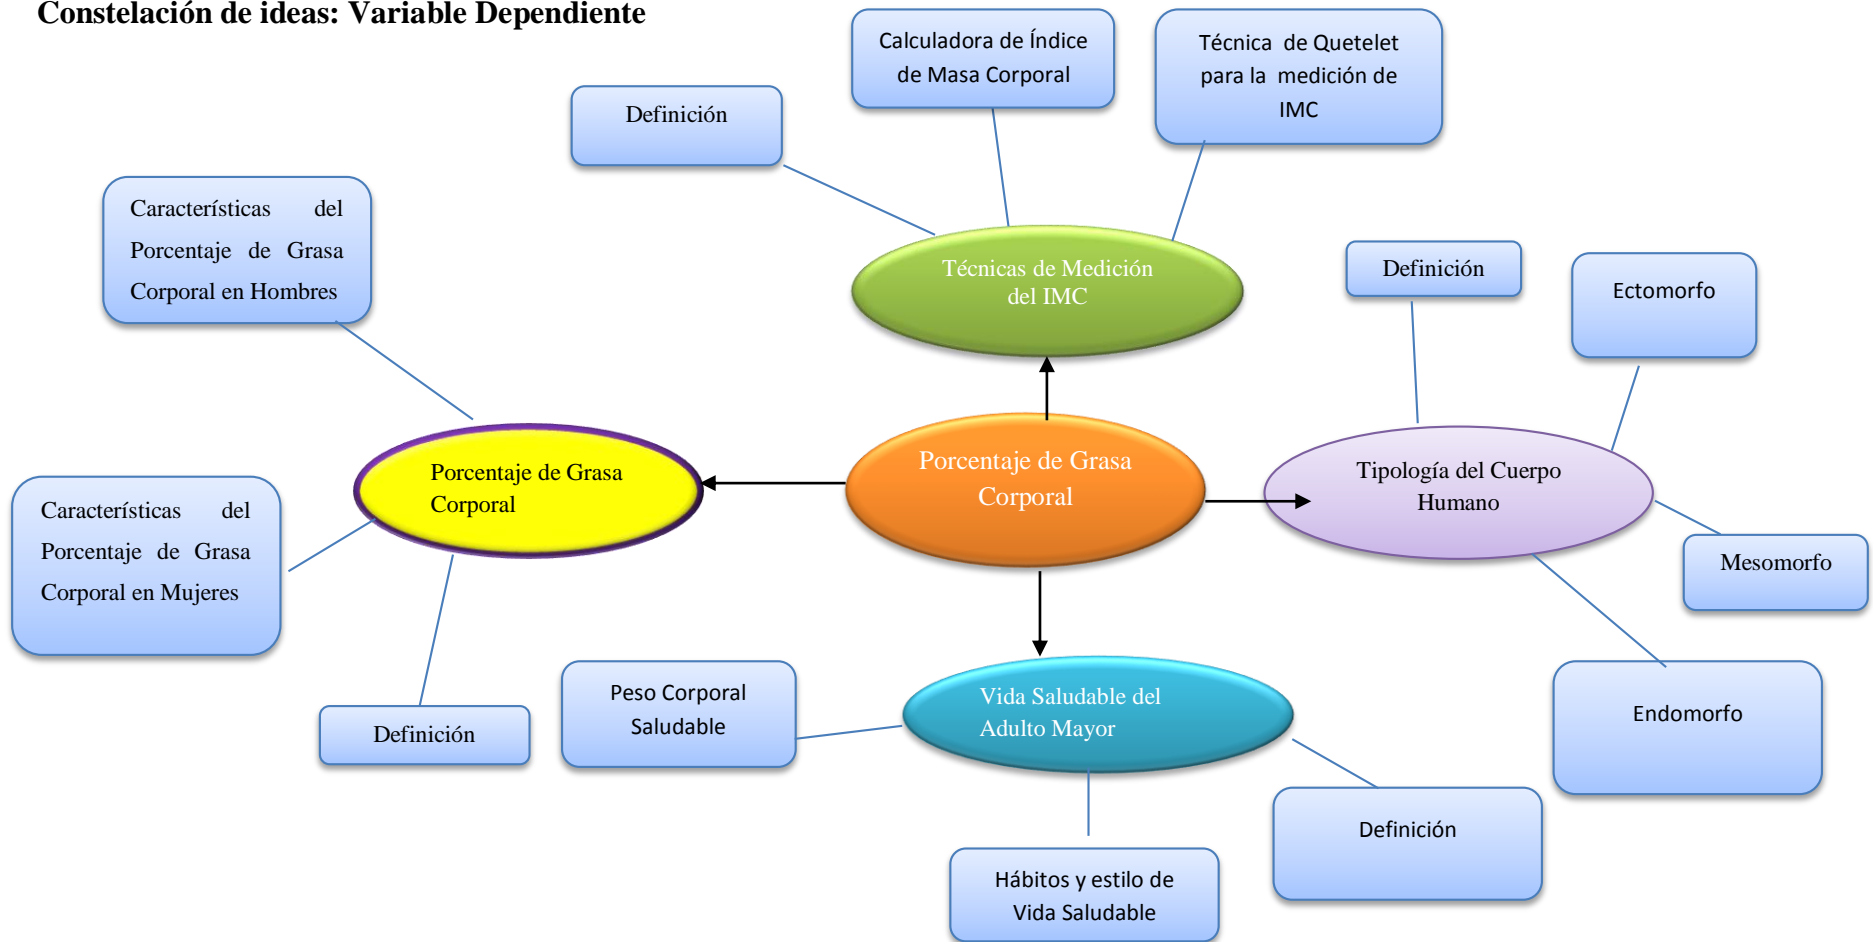 Constelación de ideas: Variable Dependiente
Calculadora de Índice
de Masa Corporal
Técnica de Quetelet
para la medición de
IMC
Definición
Características del
Porcentaje de Grasa
Corporal en Hombres
Técnicas de Medición
del IMC
Definición
Ectomorfo
Porcentaje de Grasa
Corporal
Porcentaje de Grasa
Corporal
Tipología del Cuerpo
Humano
Características del
Porcentaje de Grasa
Corporal en Mujeres
Mesomorfo
Definición
Peso Corporal
Saludable
Vida Saludable del
Adulto Mayor
Endomorfo
Definición
Hábitos y estilo de
Vida Saludable